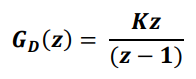 G_D(z) = Kz / (z − 1)